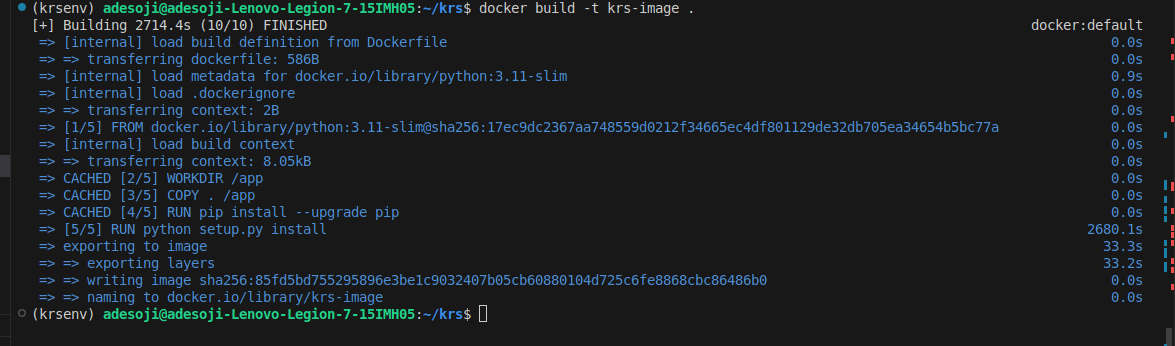 (krsenv) adesoji@adesoji-Lenovo-Legion-7-15IMH05:~/krs$ docker build -t krs-image .
[+] Building 2714.4s (10/10) FINISHED docker:default
=> [internal] load build definition from Dockerfile 0.0s
=> => transferring dockerfile: 586B 0.0s
=> [internal] load metadata for docker.io/library/python:3.11-slim 0.9s
=> [internal] load .dockerignore 0.0s
=> => transferring context: 2B 0.0s
=> [1/5] FROM docker.io/library/python:3.11-slim@sha256:17ec9dc2367aa748559d0212f34665ec4df801129de32db705ea34654b5bc77a 0.0s
=> [internal] load build context 0.0s
=> => transferring context: 8.05kB 0.0s
=> CACHED [2/5] WORKDIR /app 0.0s
=> CACHED [3/5] COPY . /app 0.0s
=> CACHED [4/5] RUN pip install --upgrade pip 0.0s
=> [5/5] RUN python setup.py install 2680.1s
=> exporting to image 33.3s
=> => exporting layers 33.2s
=> => writing image sha256:85fd5bd755295896e3be1c9032407b05cb60880104d725c6fe8868cbc86486b0 0.0s
=> => naming to docker.io/library/krs-image 0.0s
(krsenv) adesoji@adesoji-Lenovo-Legion-7-15IMH05:~/krs$